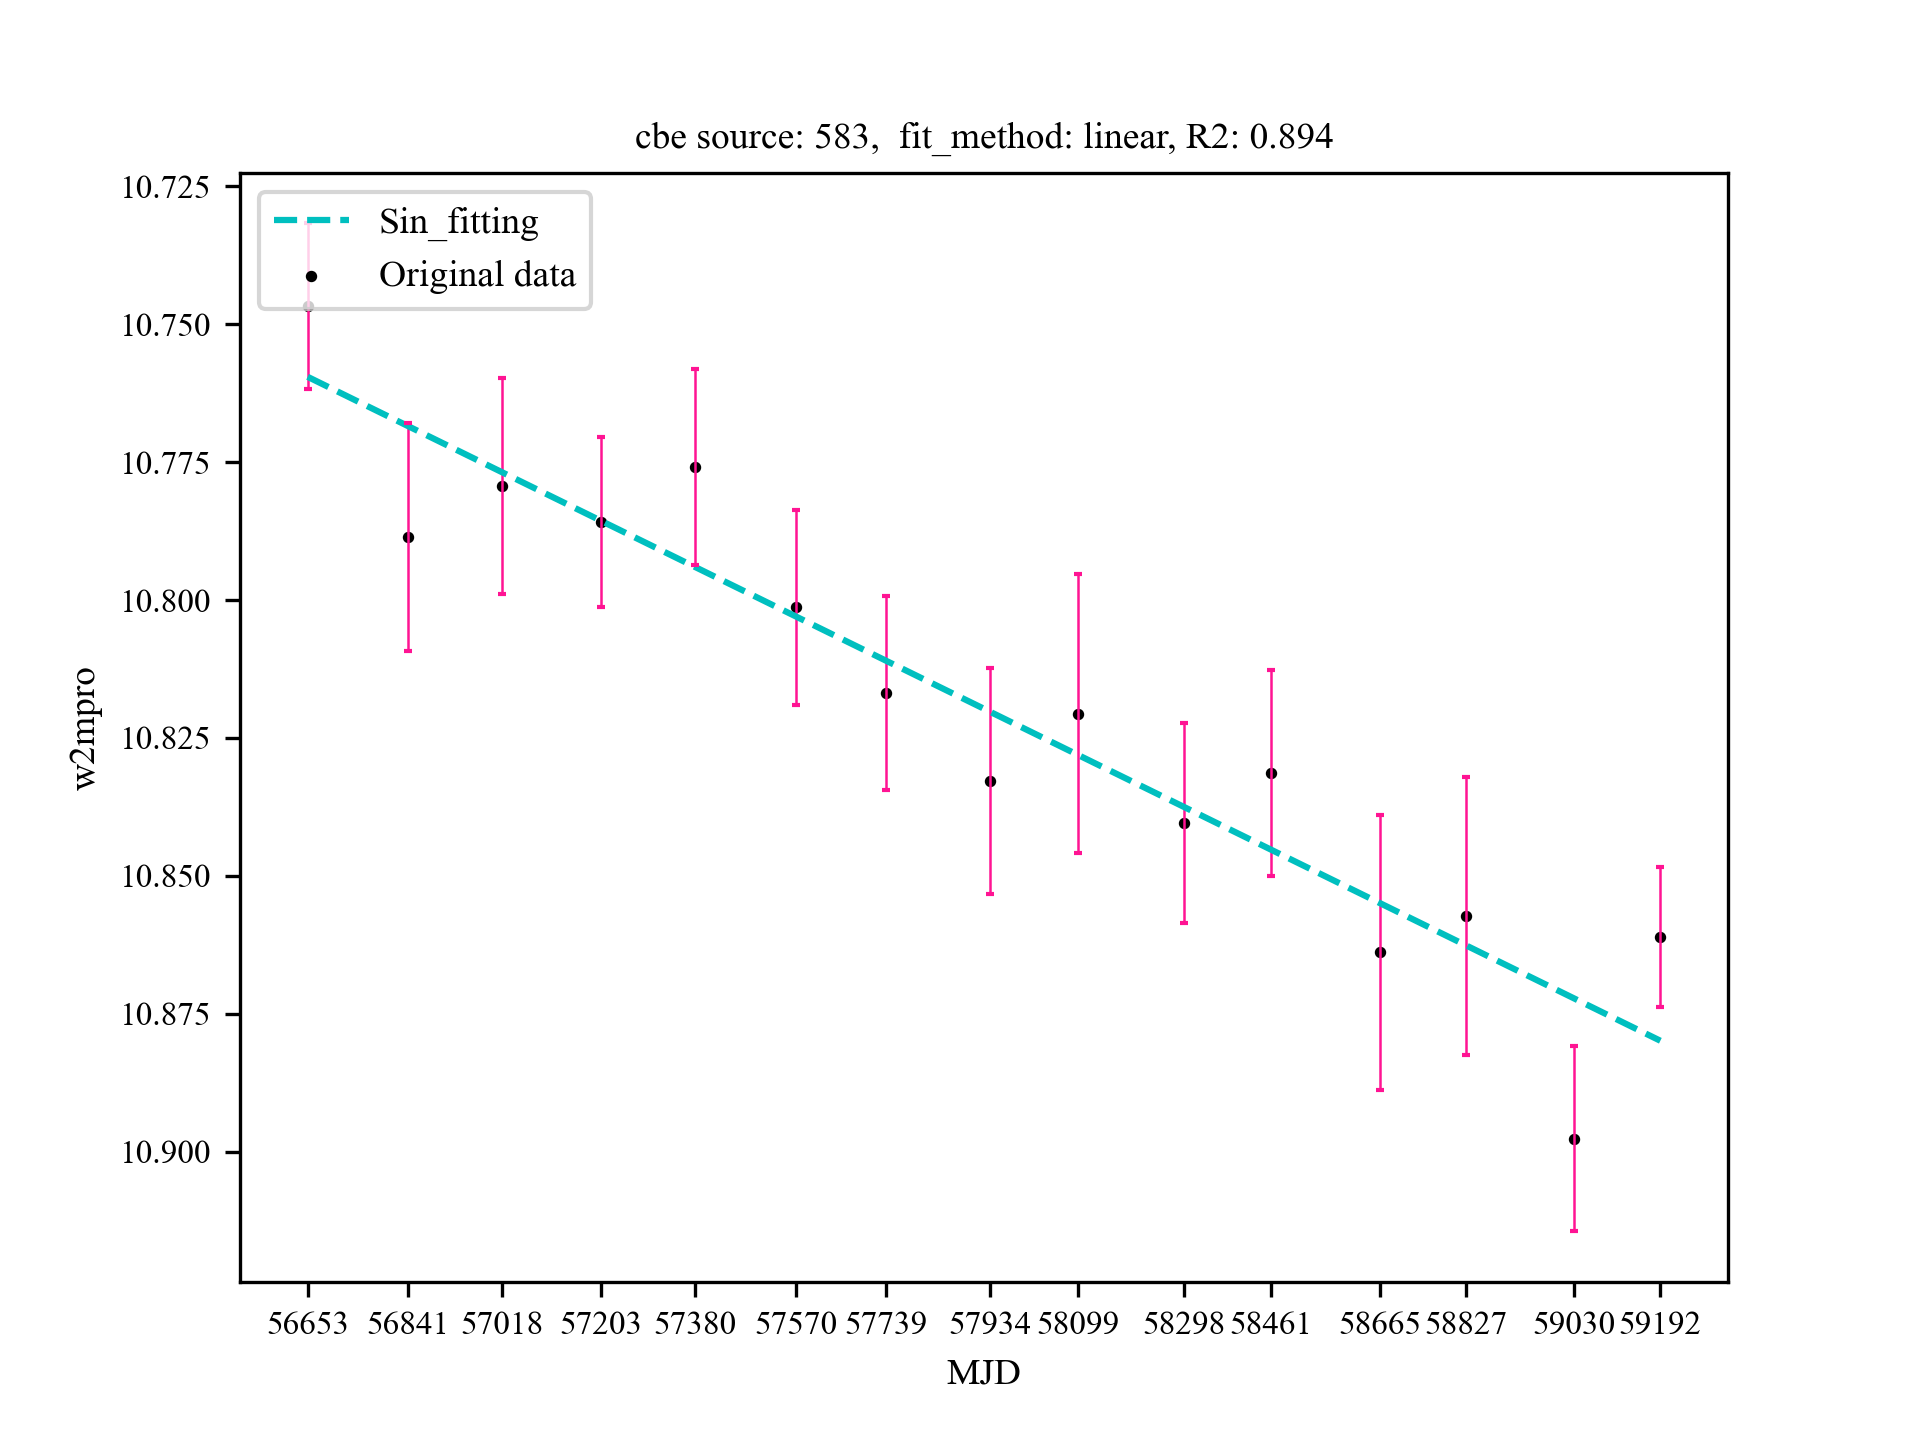 cbe source: 583,  fit_method: linear, R2: 0.894
Sin_fitting
Original data
10.725
10.750
10.775
10.800
10.825
10.850
10.875
10.900
w2mpro
56653 56841 57018 57203 57380 57570 57739 57934 58099 58298 58461 58665 58827 59030 59192
MJD